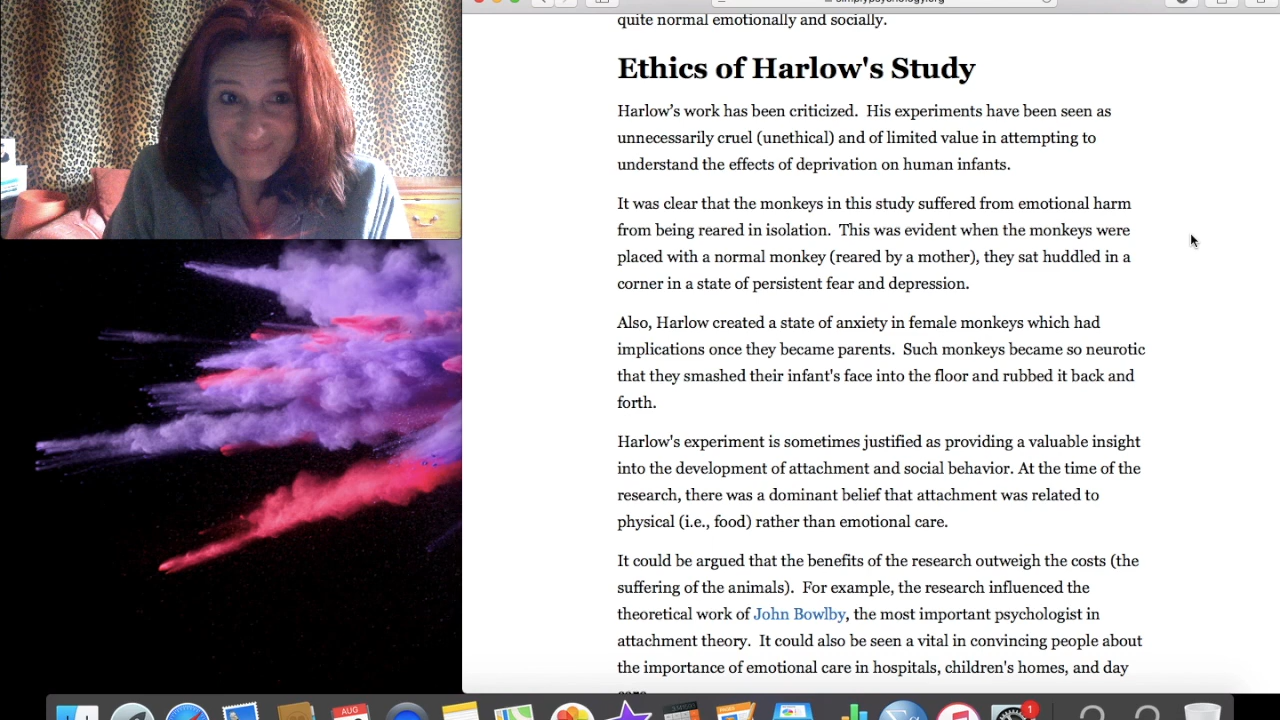 simplypsychology.org
quite normal emotionally and socially.
Ethics of Harlow's Study
Harlow's work has been criticized.  His experiments have been seen as
unnecessarily cruel (unethical) and of limited value in attempting to
understand the effects of deprivation on human infants.
It was clear that the monkeys in this study suffered from emotional harm
from being reared in isolation.  This was evident when the monkeys were
placed with a normal monkey (reared by a mother), they sat huddled in a
corner in a state of persistent fear and depression.
Also, Harlow created a state of anxiety in female monkeys which had
implications once they became parents.  Such monkeys became so neurotic
that they smashed their infant's face into the floor and rubbed it back and
forth.
Harlow's experiment is sometimes justified as providing a valuable insight
into the development of attachment and social behavior. At the time of the
research, there was a dominant belief that attachment was related to
physical (i.e., food) rather than emotional care.
It could be argued that the benefits of the research outweigh the costs (the
suffering of the animals).  For example, the research influenced the
theoretical work of John Bowlby, the most important psychologist in
attachment theory.  It could also be seen a vital in convincing people about
the importance of emotional care in hospitals, children's homes, and day
care.
AUG
1